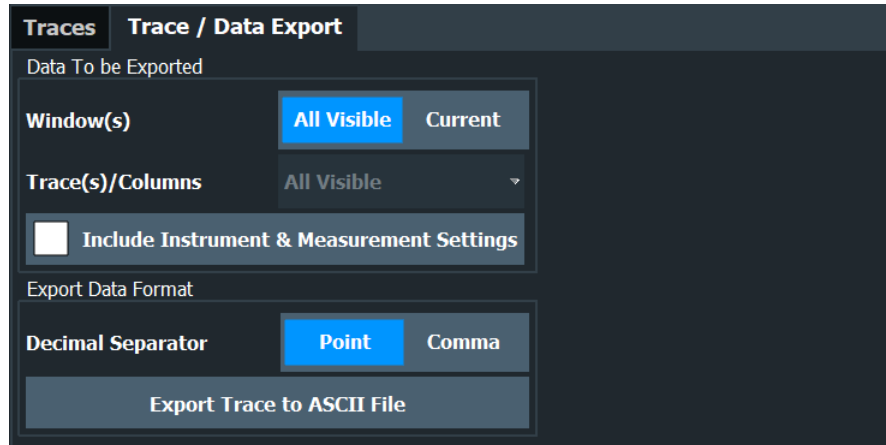 Traces Trace / Data Export
Data To be Exported
Window(s) All Visible Current
Trace(s)/Columns All Visible
Include Instrument & Measurement Settings
Export Data Format
Decimal Separator Point Comma
Export Trace to ASCII File